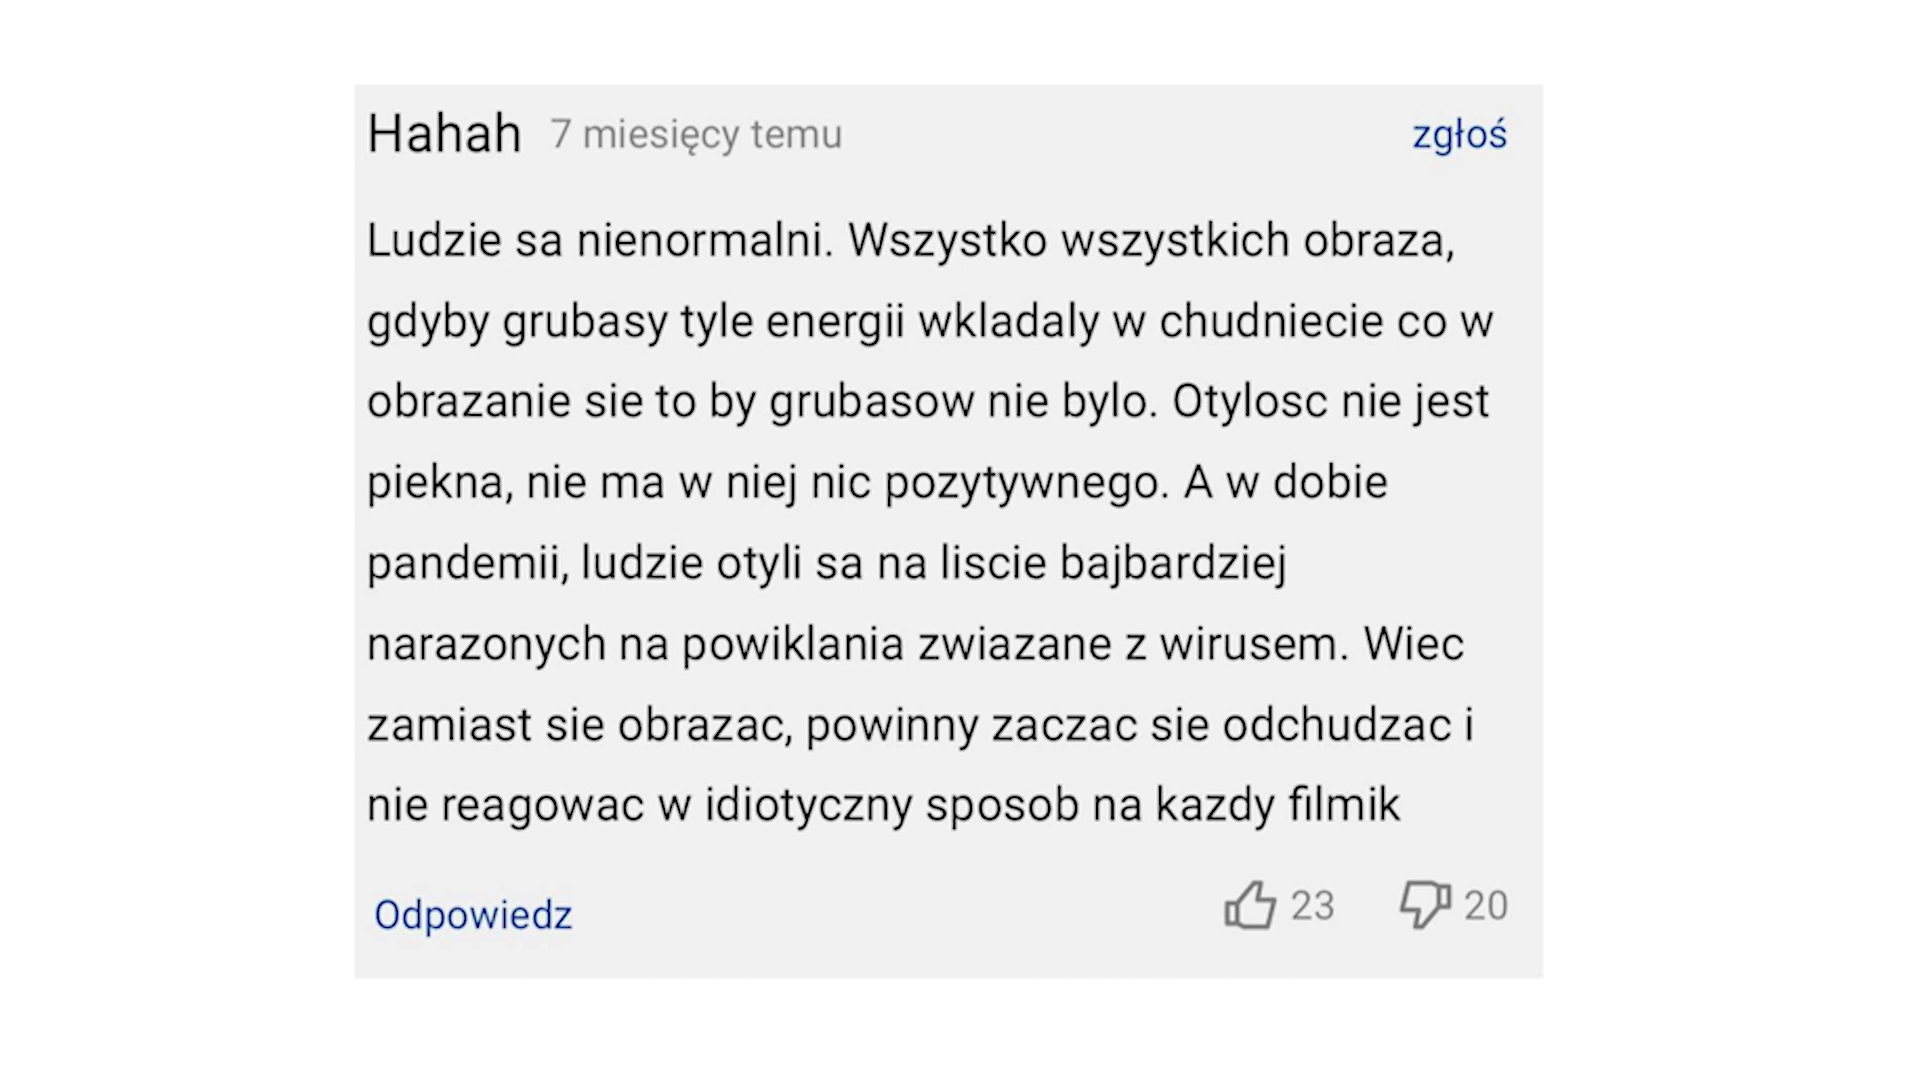 Hahah 7 miesięcy temu zgłoś
Ludzie sa nienormalni. Wszystko wszystkich obraza,
gdyby grubasy tyle energii wkladaly w chudniecie co w
obrazanie sie to by grubasow nie bylo. Otylosc nie jest
piekna, nie ma w niej nic pozytywnego. A w dobie
pandemii, ludzie otyli sa na liscie bajbardziej
narazonych na powiklania zwiazane z wirusem. Wiec
zamiast sie obrazac, powinny zaczac sie odchudzac i
nie reagowac w idiotyczny sposob na kazdy filmik
Odpowiedz 23 20